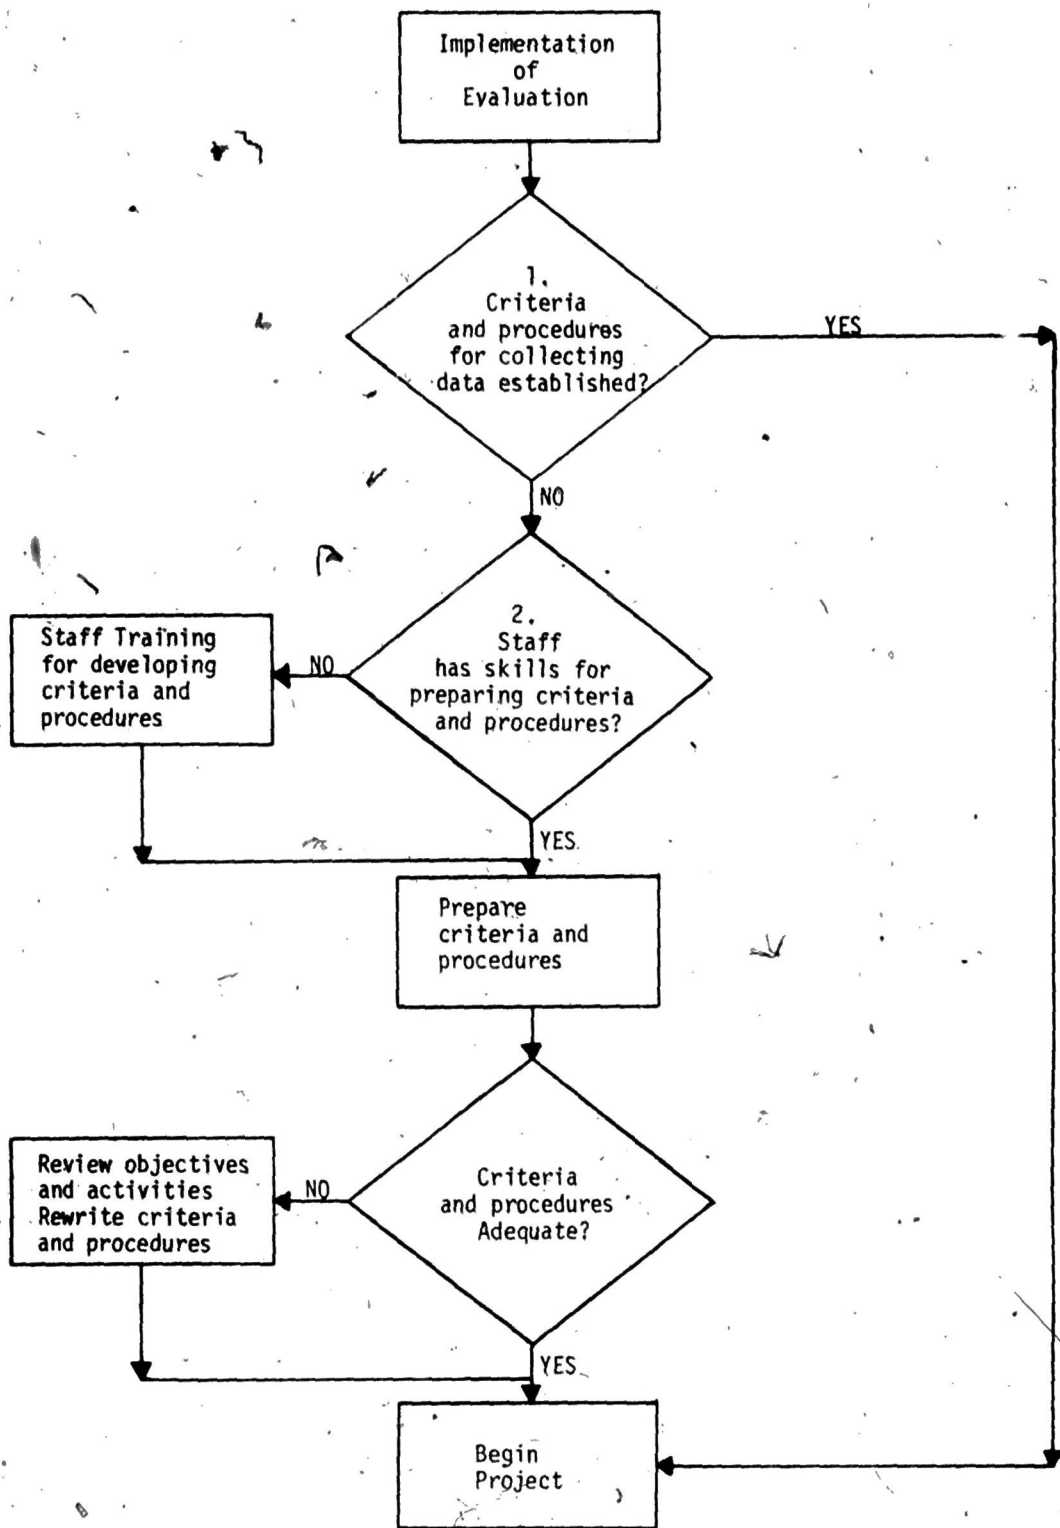 Implementation
of
Evaluation
1.
Criteria
and procedures
for collecting
data established?
YES
NO
2.
Staff
has skills for
preparing criteria
and procedures?
NO
Staff Training
for developing
criteria and
procedures
YES
Prepare
criteria and
procedures
Criteria
and procedures
Adequate?
NO
Review objectives
and activities
Rewrite criteria
and procedures
YES
Begin
Project